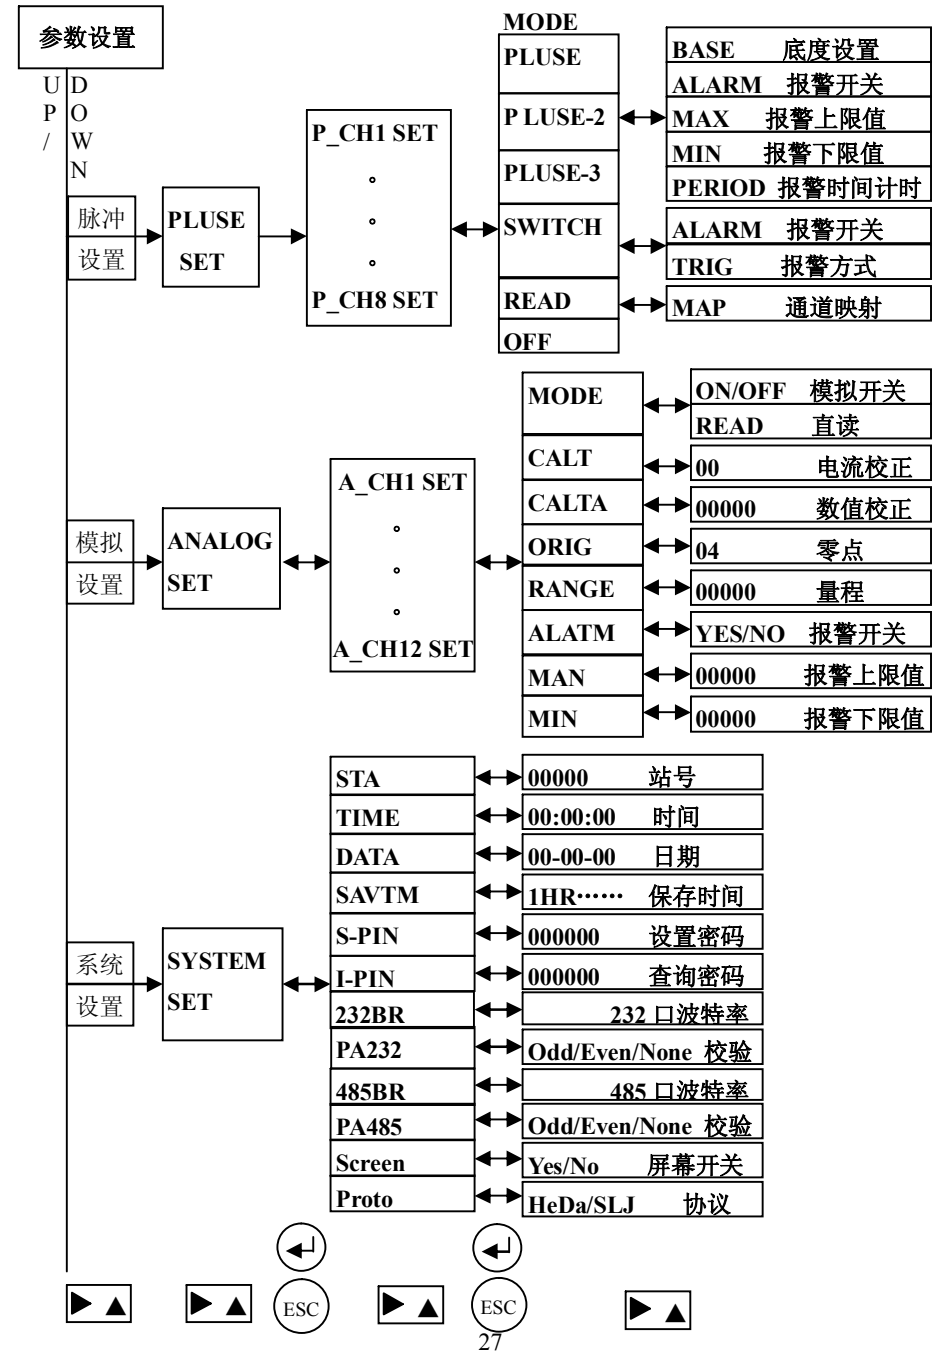 参数设置
UP/
DOWN
脉冲
设置
PLUSE
SET
P_CH1 SET
P_CH8 SET
MODE
PLUSE
P LUSE-2
PLUSE-3
SWITCH
READ
OFF
BASE 底度设置
ALARM 报警开关
MAX 报警上限值
MIN 报警下限值
PERIOD 报警时间计时
ALARM 报警开关
TRIG 报警方式
MAP 通道映射
模拟
设置
ANALOG
SET
A_CH1 SET
A_CH12 SET
MODE
ON/OFF 模拟开关
READ 直读
CALT
00 电流校正
CALTA
00000 数值校正
ORIG
04 零点
RANGE
00000 量程
ALATM
YES/NO 报警开关
MAN
00000 报警上限值
MIN
00000 报警下限值
系统
设置
SYSTEM
SET
STA
00000 站号
TIME
00:00:00 时间
DATA
00-00-00 日期
SAVTM
1HR…… 保存时间
S-PIN
000000 设置密码
I-PIN
000000 查询密码
232BR
232 口波特率
PA232
Odd/Even/None 校验
485BR
485 口波特率
PA485
Odd/Even/None 校验
Screen
Yes/No 屏幕开关
Proto
HeDa/SLJ 协议
ESC
ESC
27